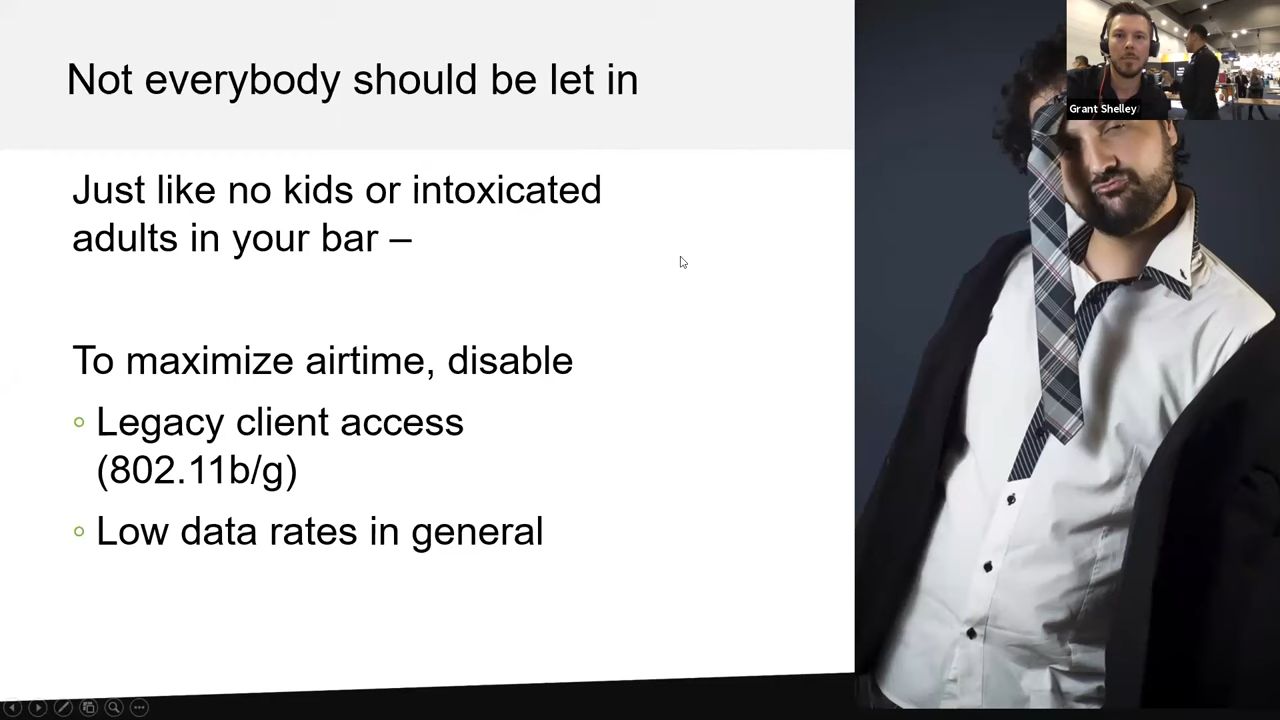 Not everybody should be let in
Grant Shelley
Just like no kids or intoxicated
adults in your bar –
To maximize airtime, disable
Legacy client access
(802.11b/g)
Low data rates in general